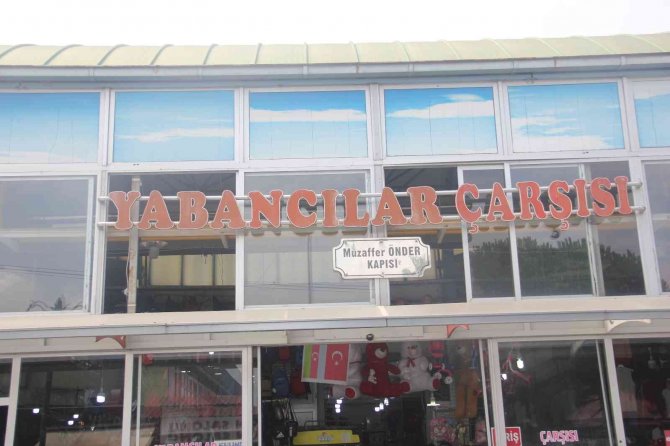 YABANCILAR ÇARŞISI
Muzaffer ÖNDER
KAPISI
ÇARŞISI